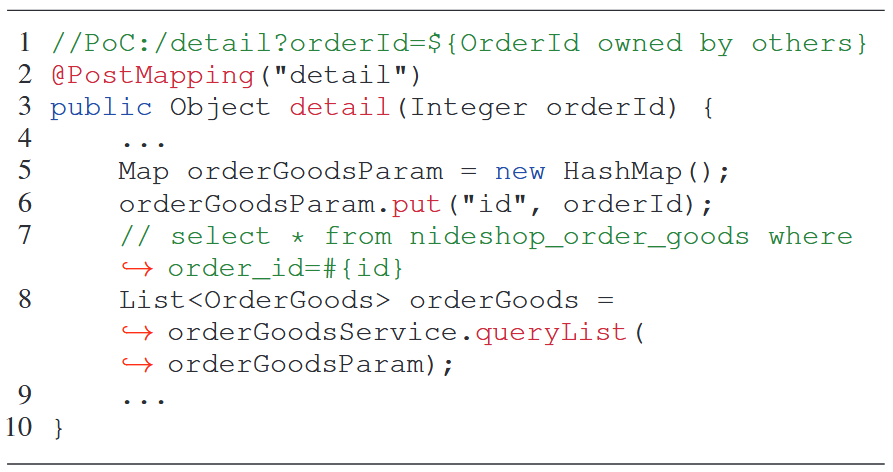 1 //PoC:/detail?orderId=${OrderId owned by others}
2 @PostMapping("detail")
3 public Object detail(Integer orderId) {
4 ...
5 Map orderGoodsParam = new HashMap();
6 orderGoodsParam.put("id", orderId);
7 // select * from nideshop_order_goods where
↪ order_id=#{id}
8 List<OrderGoods> orderGoods =
↪ orderGoodsService.queryList(
↪ orderGoodsParam);
9 ...
10 }